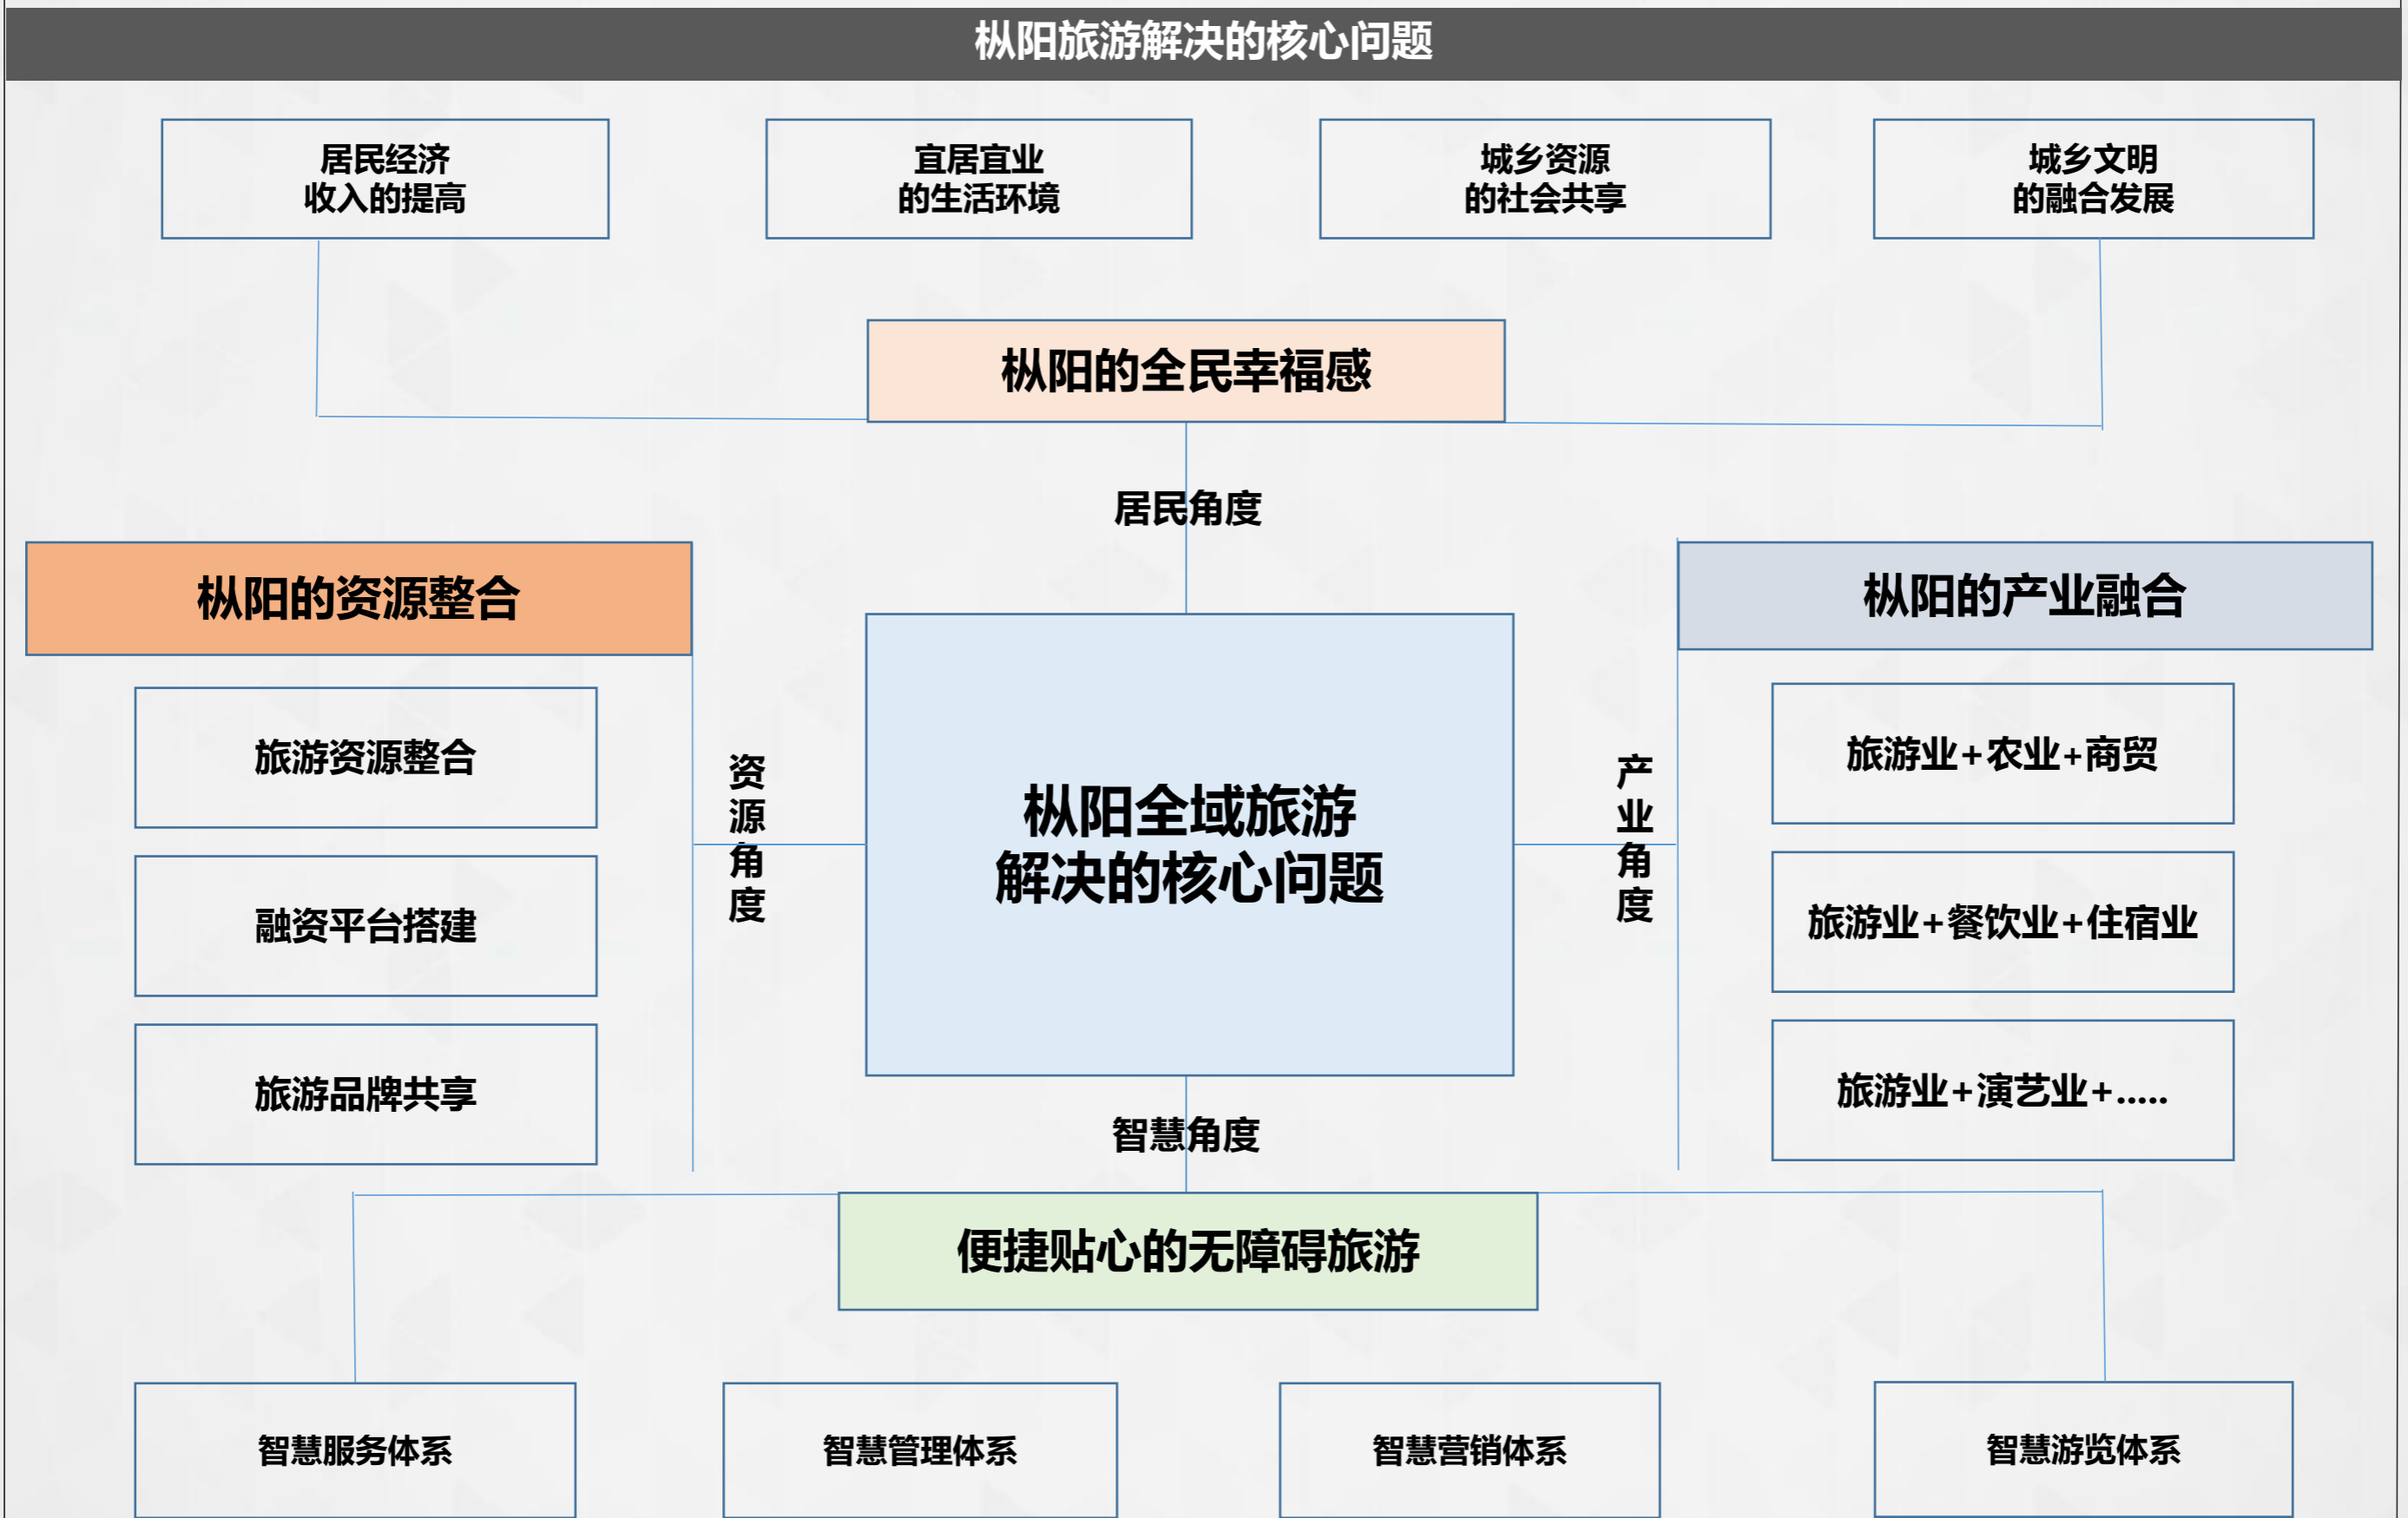 枞阳旅游解决的核心问题
居民经济
收入的提高
宜居宜业
的生活环境
城乡资源
的社会共享
城乡文明
的融合发展
枞阳的全民幸福感
居民角度
枞阳的资源整合
旅游资源整合
融资平台搭建
旅游品牌共享
资源角度
枞阳全域旅游
解决的核心问题
产业角度
枞阳的产业融合
旅游业+农业+商贸
旅游业+餐饮业+住宿业
旅游业+演艺业+.....
智慧角度
便捷贴心的无障碍旅游
智慧服务体系
智慧管理体系
智慧营销体系
智慧游览体系